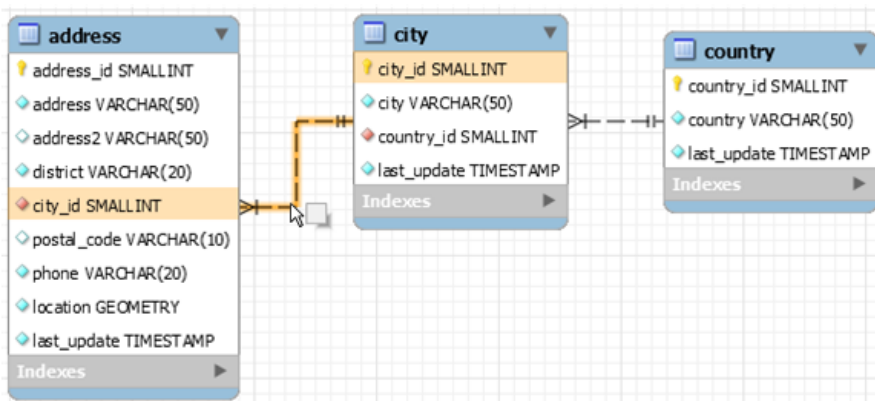 address
address_id SMALLINT
address VARCHAR(50)
address2 VARCHAR(50)
district VARCHAR(20)
city_id SMALLINT
postal_code VARCHAR(10)
phone VARCHAR(20)
location GEOMETRY
last_update TIMESTAMP
Indexes
city
city_id SMALLINT
city VARCHAR(50)
country_id SMALLINT
last_update TIMESTAMP
Indexes
country
country_id SMALLINT
country VARCHAR(50)
last_update TIMESTAMP
Indexes